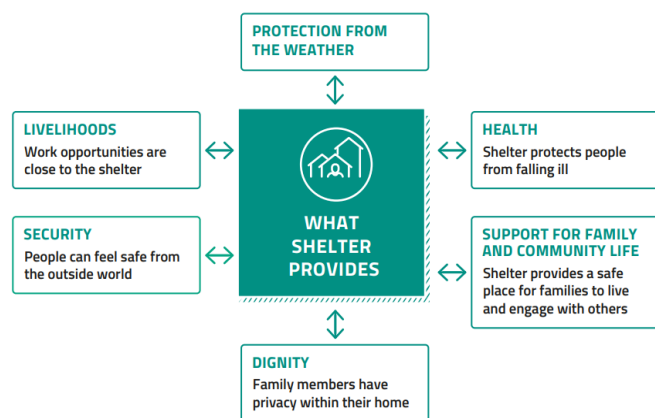 PROTECTION FROM
THE WEATHER
LIVELIHOODS
Work opportunities are
close to the shelter
HEALTH
Shelter protects people
from falling ill
WHAT
SHELTER
PROVIDES
SECURITY
People can feel safe from
the outside world
SUPPORT FOR FAMILY
AND COMMUNITY LIFE
Shelter provides a safe
place for families to live
and engage with others
DIGNITY
Family members have
privacy within their home